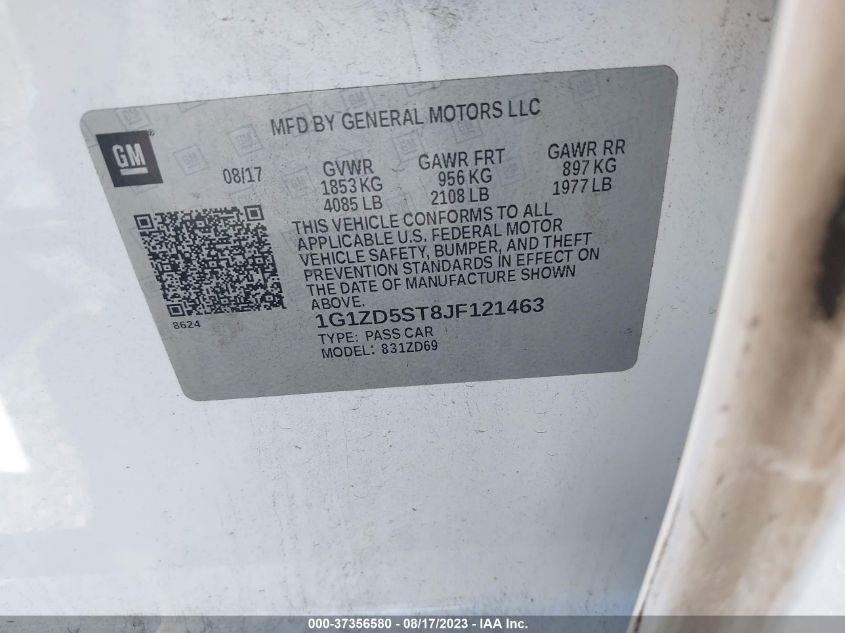 MFD BY GENERAL MOTORS LLC
GM
08/17
GVWR
1853 KG
4085 LB
GAWR FRT
956 KG
2108 LB
GAWR RR
897 KG
1977 LB
THIS VEHICLE CONFORMS TO ALL
APPLICABLE U.S. FEDERAL MOTOR
VEHICLE SAFETY, BUMPER, AND THEFT
PREVENTION STANDARDS IN EFFECT ON
THE DATE OF MANUFACTURE SHOWN
ABOVE.
8624
1G1ZD5ST8JF121463
TYPE: PASS CAR
MODEL: 831ZD69
000-37356580 - 08/17/2023 - IAAI.COM